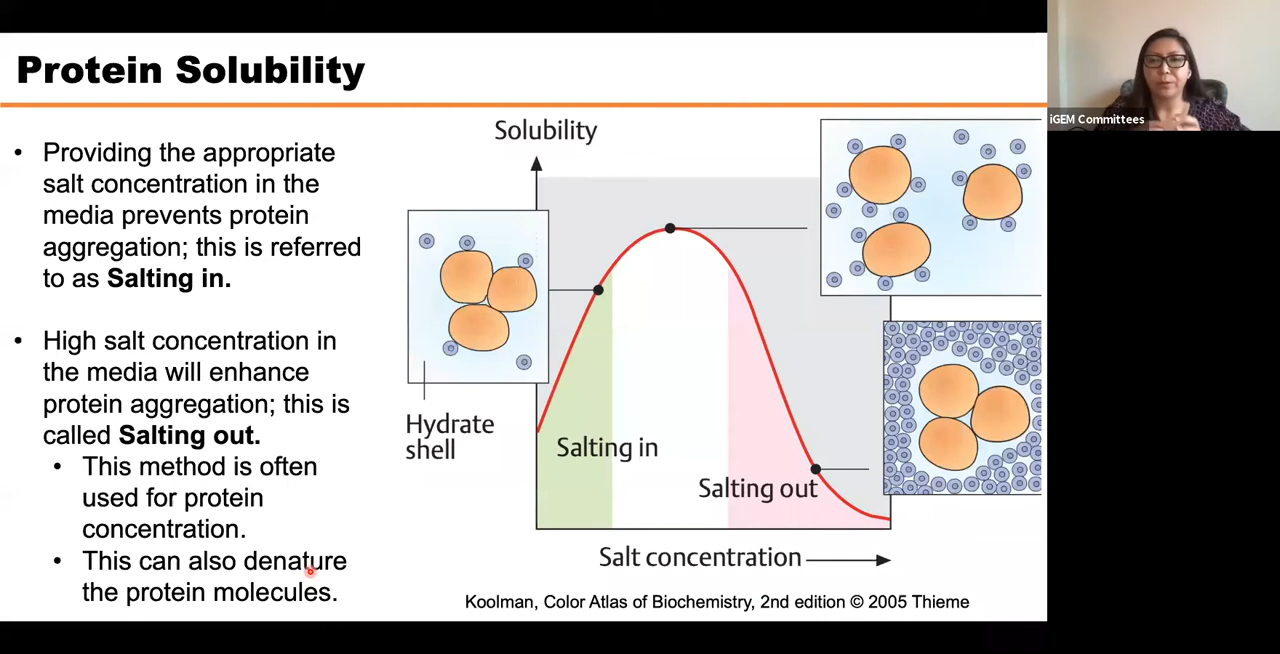 Protein Solubility
• Providing the appropriate
salt concentration in the
media prevents protein
aggregation; this is referred
to as Salting in.
• High salt concentration in
the media will enhance
protein aggregation; this is
called Salting out.
• This method is often
used for protein
concentration.
• This can also denature
the protein molecules.
Solubility
Hydrate
shell
Salting in
Salting out
Salt concentration
Koolman, Color Atlas of Biochemistry, 2nd edition © 2005 Thieme
iGEM Committees